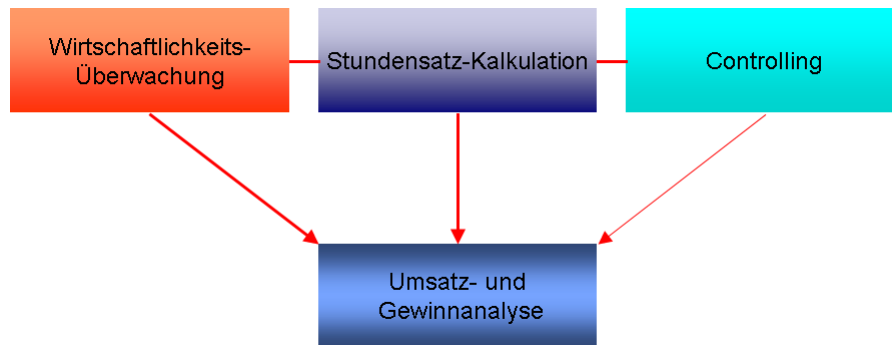 Wirtschaftlichkeits-
Überwachung
Stundensatz-Kalkulation
Controlling
Umsatz- und
Gewinnanalyse